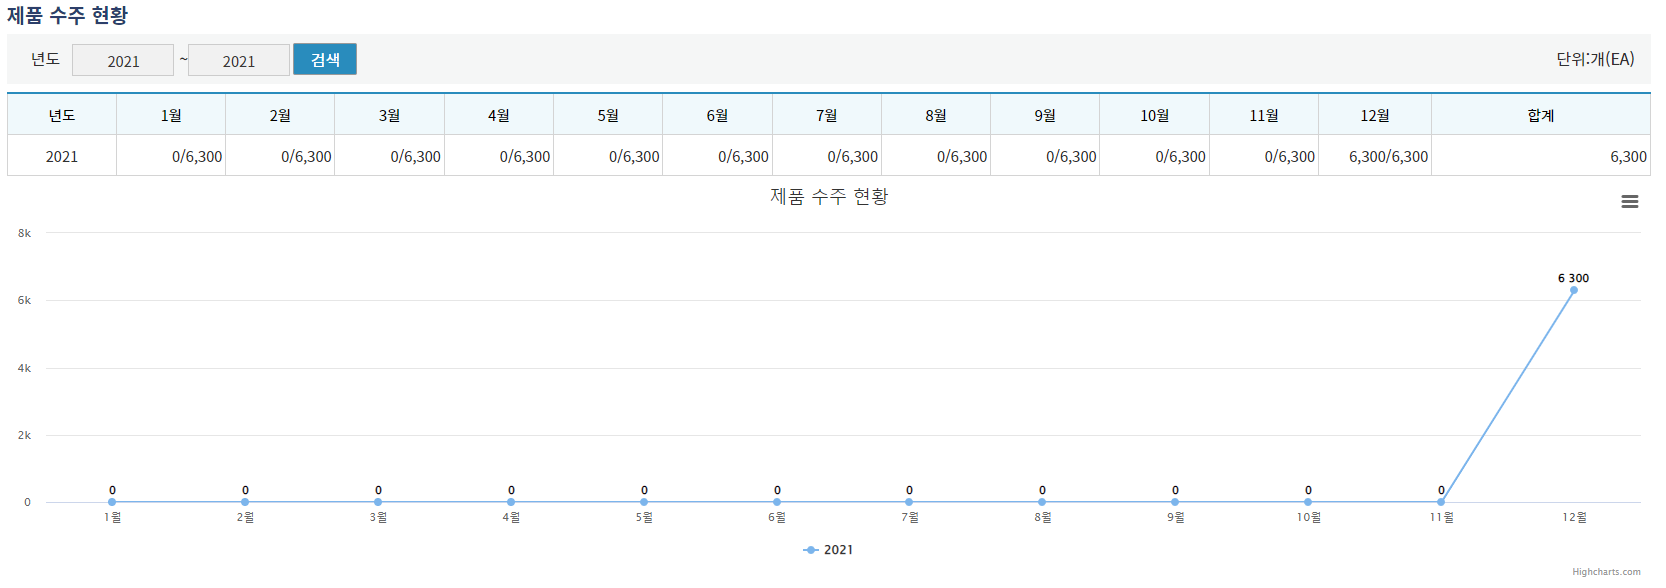 제품 수주 현황
년도 2021 ~ 2021 검색 단위:개(EA)
년도 1월 2월 3월 4월 5월 6월 7월 8월 9월 10월 11월 12월 합계
2021 0/6,300 0/6,300 0/6,300 0/6,300 0/6,300 0/6,300 0/6,300 0/6,300 0/6,300 0/6,300 0/6,300 6,300/6,300 6,300
제품 수주 현황
8k
6 300
6k
4k
2k
0 0 0 0 0 0 0 0 0 0 0
0
1월 2월 3월 4월 5월 6월 7월 8월 9월 10월 11월 12월
2021
Highcharts.com